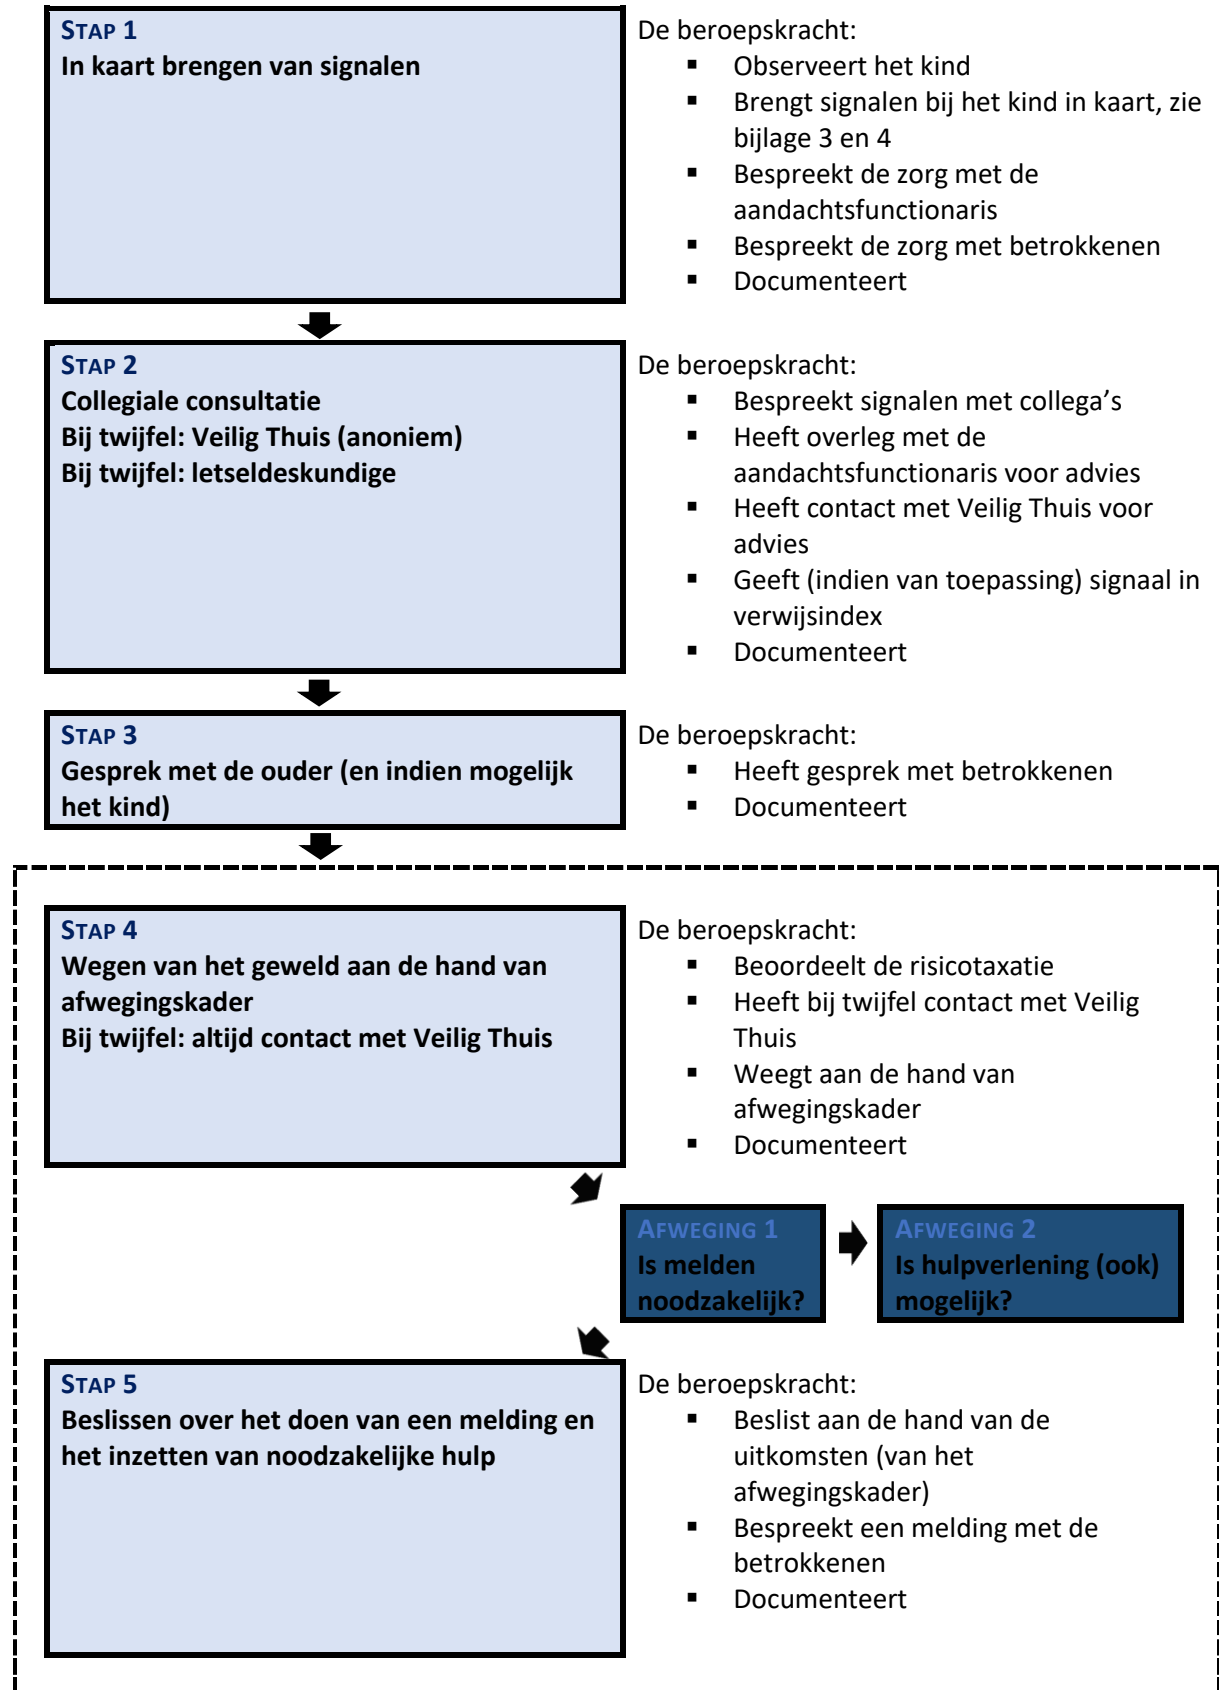 STAP 1
In kaart brengen van signalen
De beroepskracht:
▪ Observeert het kind
▪ Brengt signalen bij het kind in kaart, zie
bijlage 3 en 4
▪ Bespreekt de zorg met de
aandachtsfunctionaris
▪ Bespreekt de zorg met betrokkenen
▪ Documenteert
STAP 2
Collegiale consultatie
Bij twijfel: Veilig Thuis (anoniem)
Bij twijfel: letseldeskundige
De beroepskracht:
▪ Bespreekt signalen met collega’s
▪ Heeft overleg met de
aandachtsfunctionaris voor advies
▪ Heeft contact met Veilig Thuis voor
advies
▪ Geeft (indien van toepassing) signaal in
verwijsindex
▪ Documenteert
STAP 3
Gesprek met de ouder (en indien mogelijk
het kind)
De beroepskracht:
▪ Heeft gesprek met betrokkenen
▪ Documenteert
STAP 4
Wegen van het geweld aan de hand van
afwegingskader
Bij twijfel: altijd contact met Veilig Thuis
De beroepskracht:
▪ Beoordeelt de risicotaxatie
▪ Heeft bij twijfel contact met Veilig
Thuis
▪ Weegt aan de hand van
afwegingskader
▪ Documenteert
AFWEGING 1
Is melden
noodzakelijk?
AFWEGING 2
Is hulpverlening (ook)
mogelijk?
STAP 5
Beslissen over het doen van een melding en
het inzetten van noodzakelijke hulp
De beroepskracht:
▪ Beslist aan de hand van de
uitkomsten (van het
afwegingskader)
▪ Bespreekt een melding met de
betrokkenen
▪ Documenteert